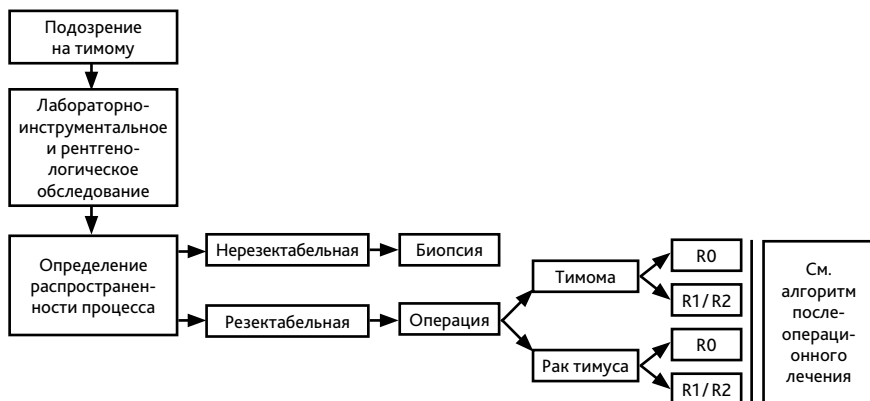 Подозрение
на тимому
Лабораторно-
инструментальное
и рентгено-
логическое
обследование
Определение
распространен-
ности процесса
Нерезектабельная
Биопсия
Резектабельная
Операция
Тимома
R0
R1/R2
Рак тимуса
R0
R1/R2
См.
алгоритм
после-
операци-
онного
лечения